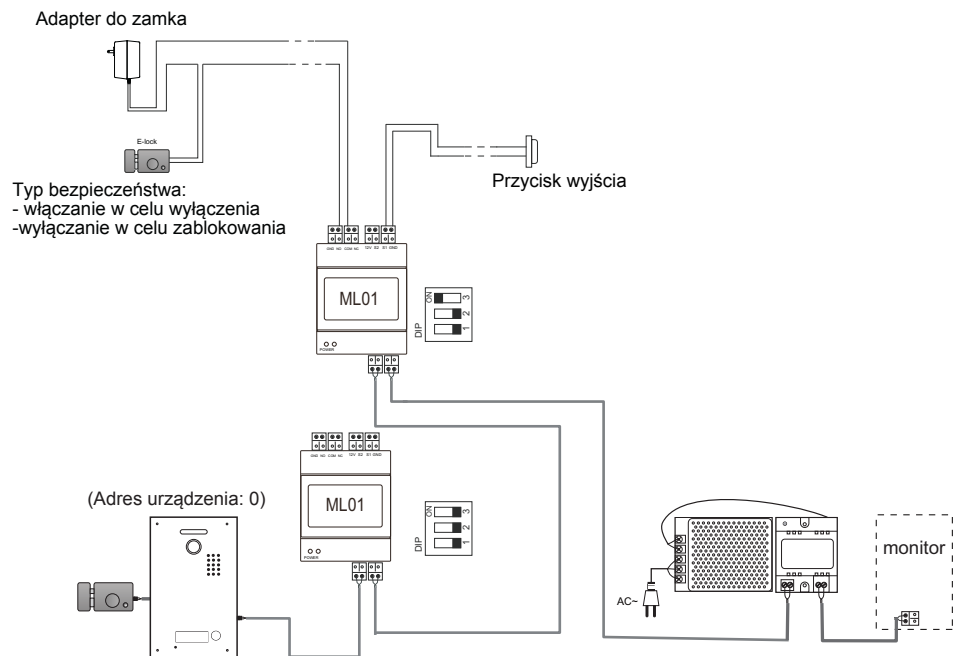 Adapter do zamka
E-lock
Typ bezpieczeństwa:
- włączanie w celu wyłączenia
-wyłączanie w celu zablokowania
Przycisk wyjścia
GND NO COM NC 12V S2 S1 GND
ML01
POWER
ON
DIP
1 2 3
GND NO COM NC 12V S2 S1 GND
ML01
POWER
ON
DIP
1 2 3
(Adres urządzenia: 0)
AC~
monitor